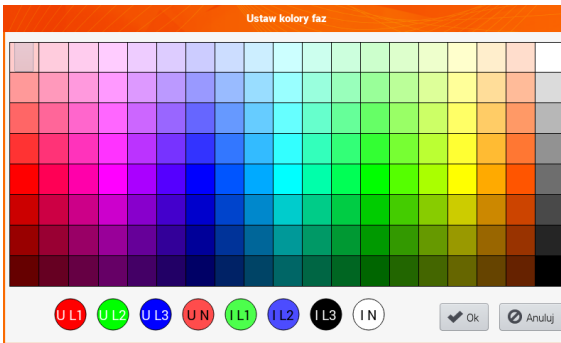 Ustaw kolory faz
U L1 U L2 U L3 U N I L1 I L2 I L3 I N Ok Anuluj